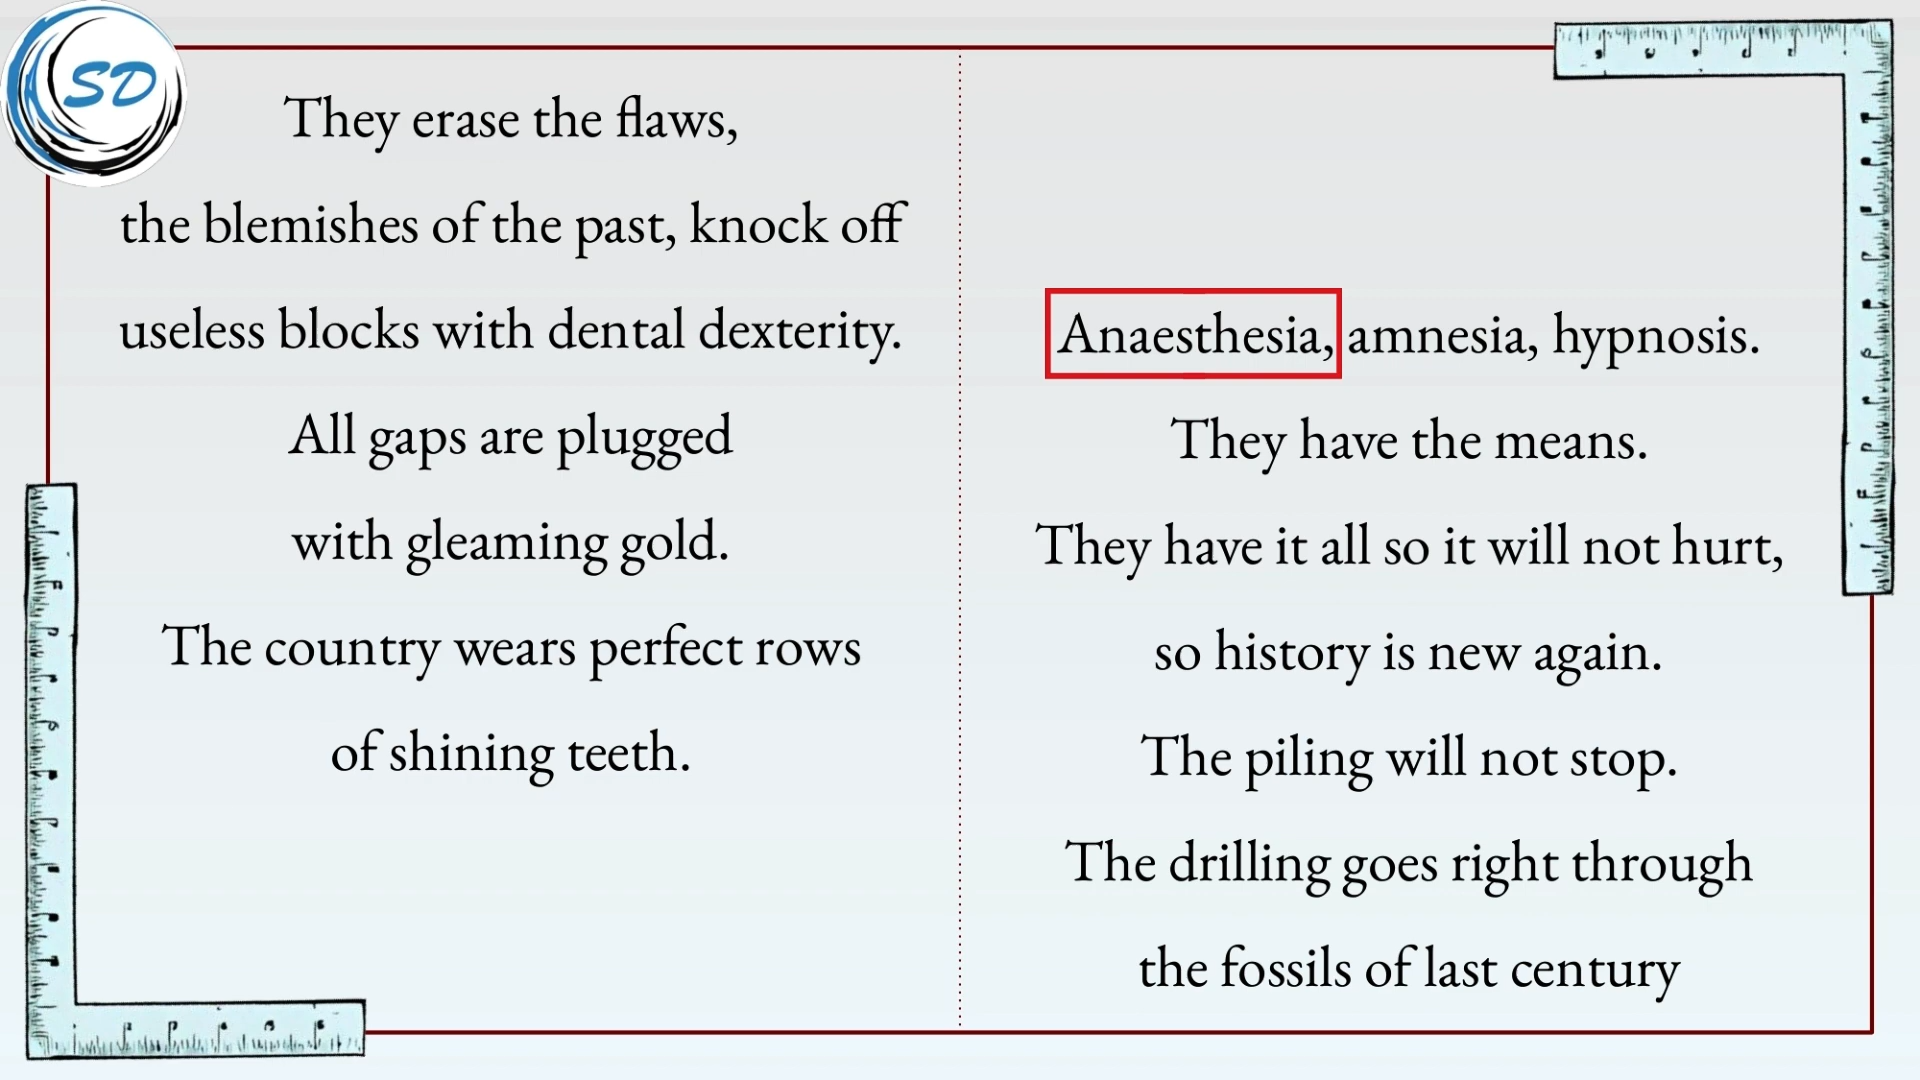 SD
They erase the flaws,
the blemishes of the past, knock off
useless blocks with dental dexterity.
All gaps are plugged
with gleaming gold.
The country wears perfect rows
of shining teeth.
Anaesthesia, amnesia, hypnosis.
They have the means.
They have it all so it will not hurt,
so history is new again.
The piling will not stop.
The drilling goes right through
the fossils of last century